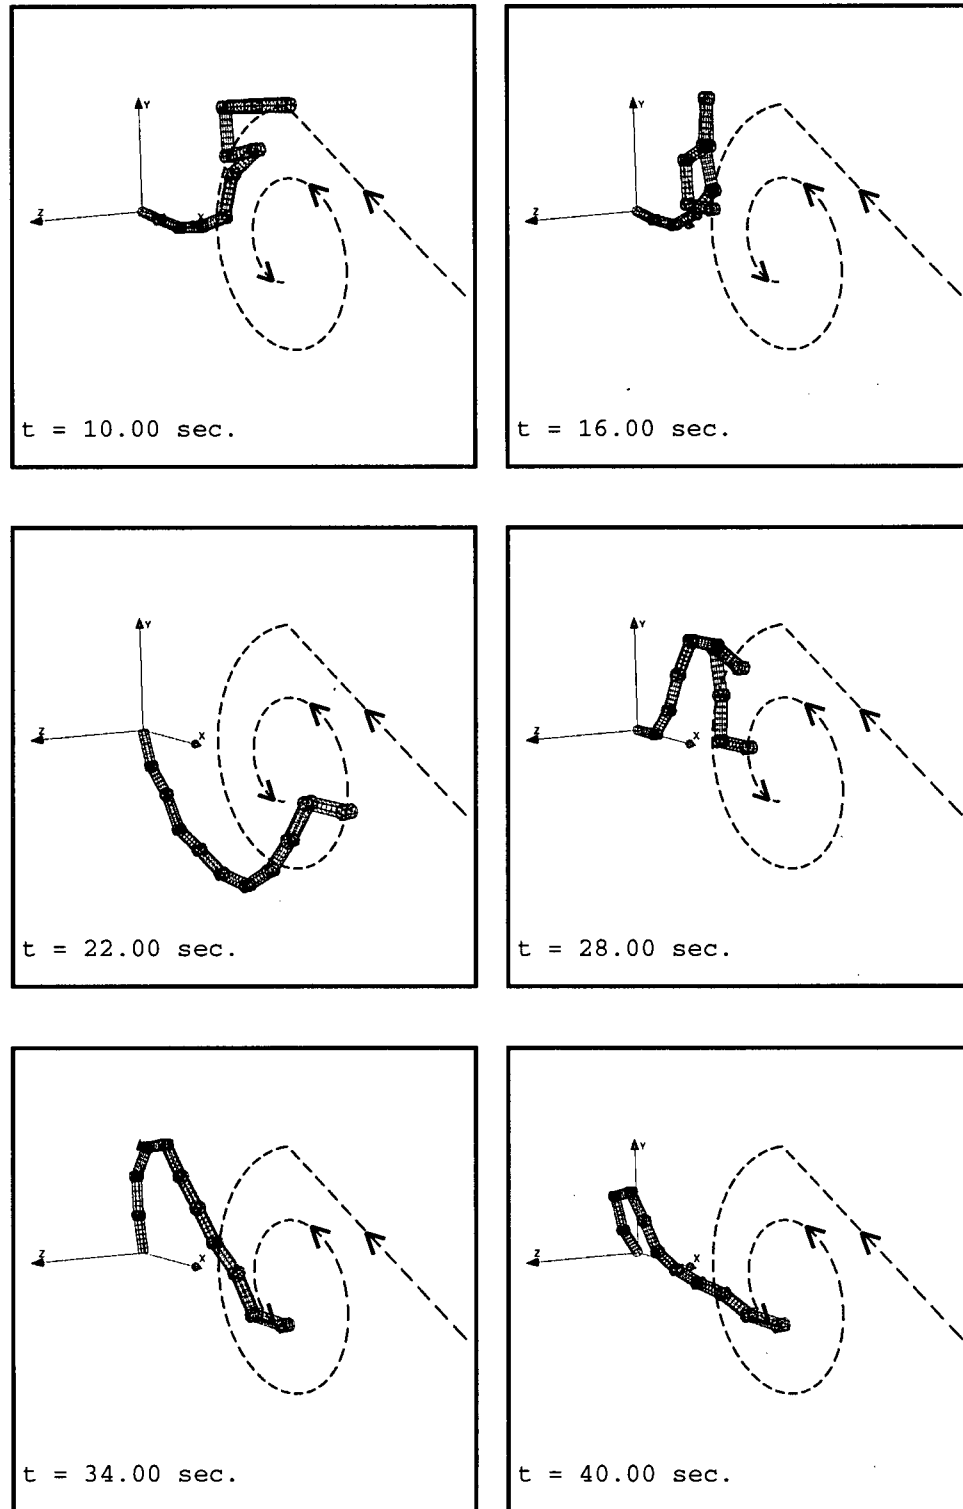 Y
Z
X
t = 10.00 sec.
Y
Z
t = 16.00 sec.
Y
Z
X
t = 22.00 sec.
Y
Z
X
t = 28.00 sec.
Z
X
t = 34.00 sec.
Y
Z
X
t = 40.00 sec.